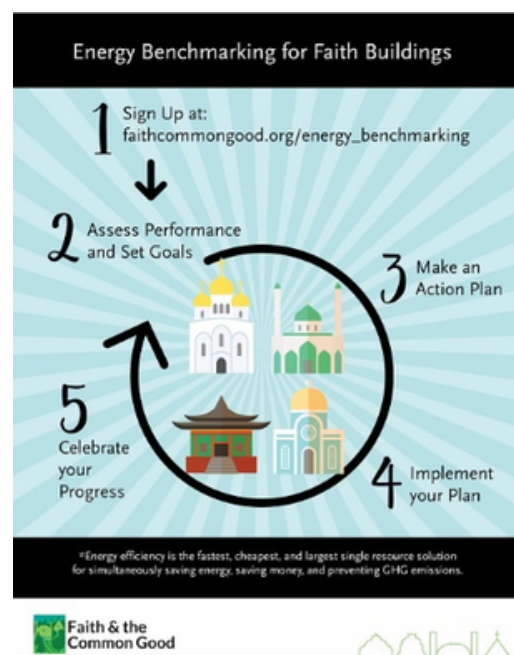 Energy Benchmarking for Faith Buildings
1 Sign Up at:
faithcommongood.org/energy_benchmarking
2 Assess Performance
and Set Goals
3 Make an
Action Plan
4 Implement
your Plan
5 Celebrate
your
Progress
*Energy efficiency is the fastest, cheapest, and largest single resource solution
for simultaneously saving energy, saving money, and preventing GHG emissions.
Faith & the
Common Good